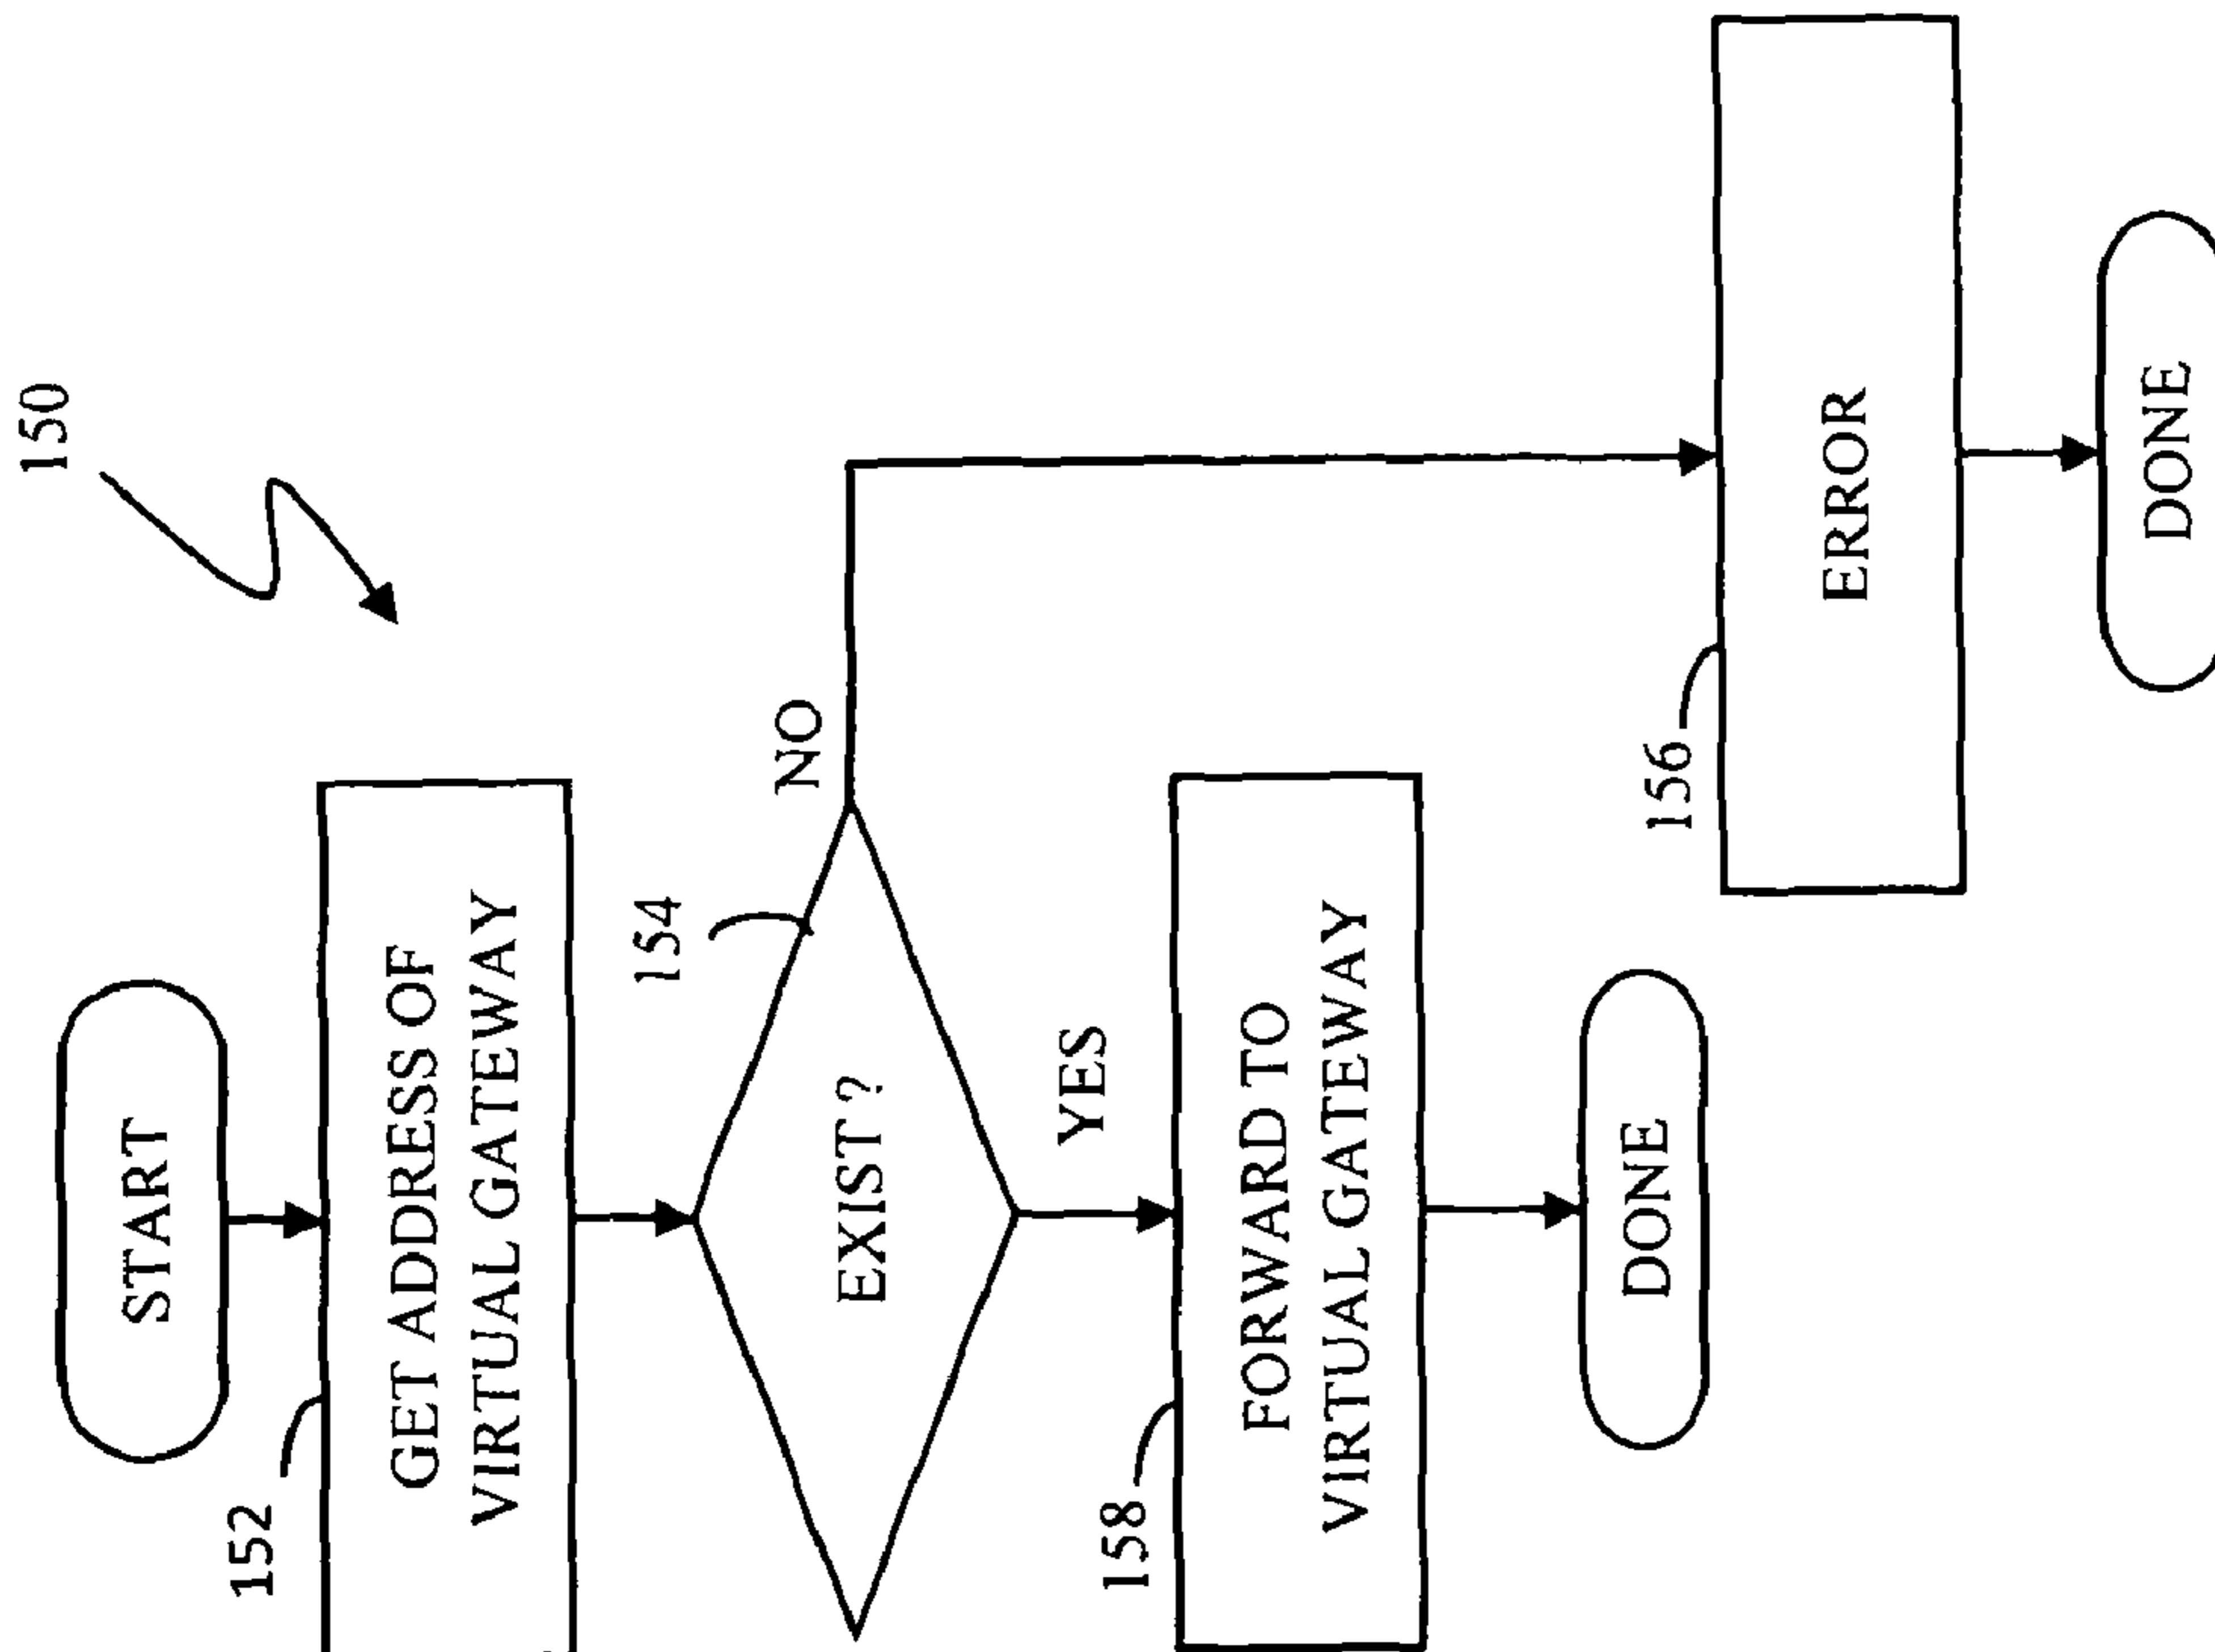 150
START
152
GET ADDRESS OF
VIRTUAL GATEWAY
154
EXIST ?
NO
YES
158
FORWARD TO
VIRTUAL GATEWAY
DONE
156
ERROR
DONE